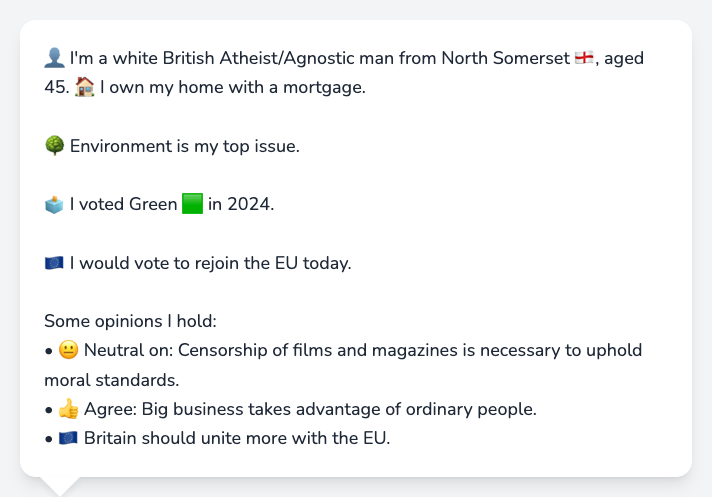 👤 I'm a white British Atheist/Agnostic man from North Somerset 🏴󠁧󠁢󠁥󠁮󠁧󠁿, aged
45. 🏠 I own my home with a mortgage.
🌳 Environment is my top issue.
🗳️ I voted Green 🟩 in 2024.
🇪🇺 I would vote to rejoin the EU today.
Some opinions I hold:
• 😐 Neutral on: Censorship of films and magazines is necessary to uphold
moral standards.
• 👍 Agree: Big business takes advantage of ordinary people.
• 🇪🇺 Britain should unite more with the EU.